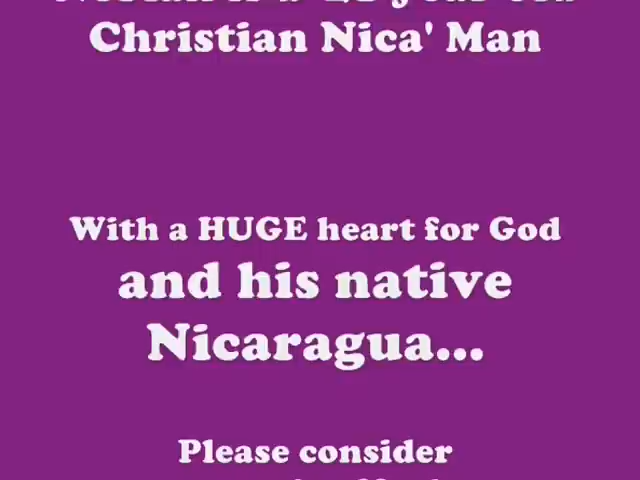 Christian Nica' Man
With a HUGE heart for God
and his native
Nicaragua...
Please consider